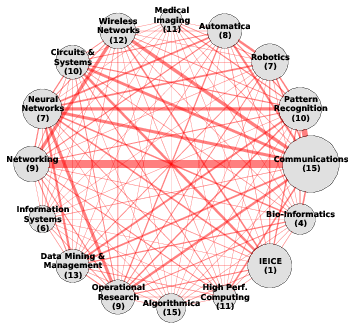 Medical
Imaging
(11)
Wireless
Networks
(12)
Automatica
(8)
Circuits &
Systems
(10)
Robotics
(7)
Neural
Networks
(7)
Pattern
Recognition
(10)
Networking
(9)
Communications
(15)
Information
Systems
(6)
Bio-Informatics
(4)
Data Mining &
Management
(13)
IEICE
(1)
Operational
Research
(9)
Algorithmica
(15)
High Perf.
Computing
(11)